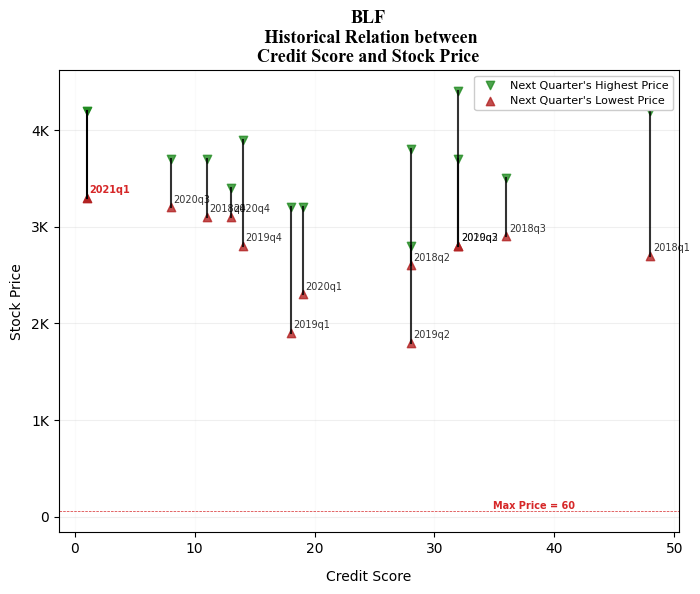 BLF
Historical Relation between
Credit Score and Stock Price
Next Quarter's Highest Price
Next Quarter's Lowest Price
4K
3K
2K
1K
0
Stock Price
2021q1
2020q3
2018q4
2020q4
2019q4
2019q1
2020q1
2018q2
2019q2
2018q3
2018q1
Max Price = 60
0
10
20
30
40
50
Credit Score